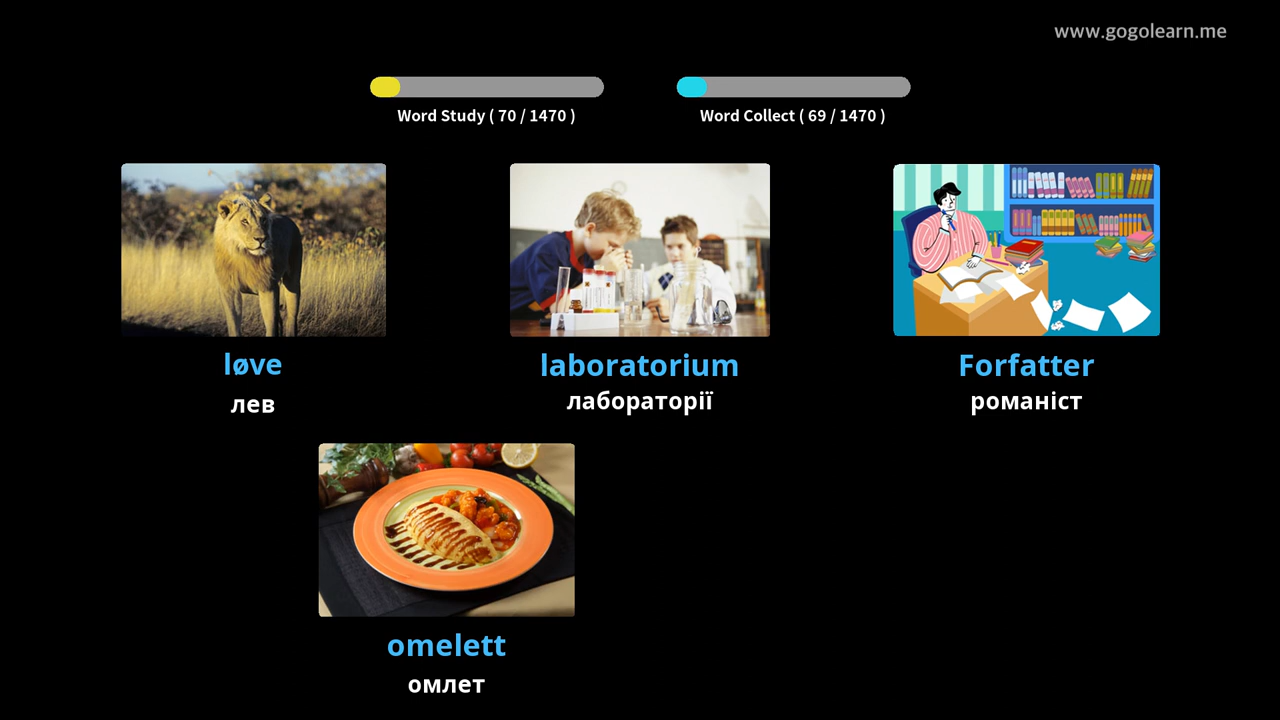 www.gogolearn.me
Word Study ( 70 / 1470 )
Word Collect ( 69 / 1470 )
løve
лев
laboratorium
лабораторії
Forfatter
романіст
omelett
омлет